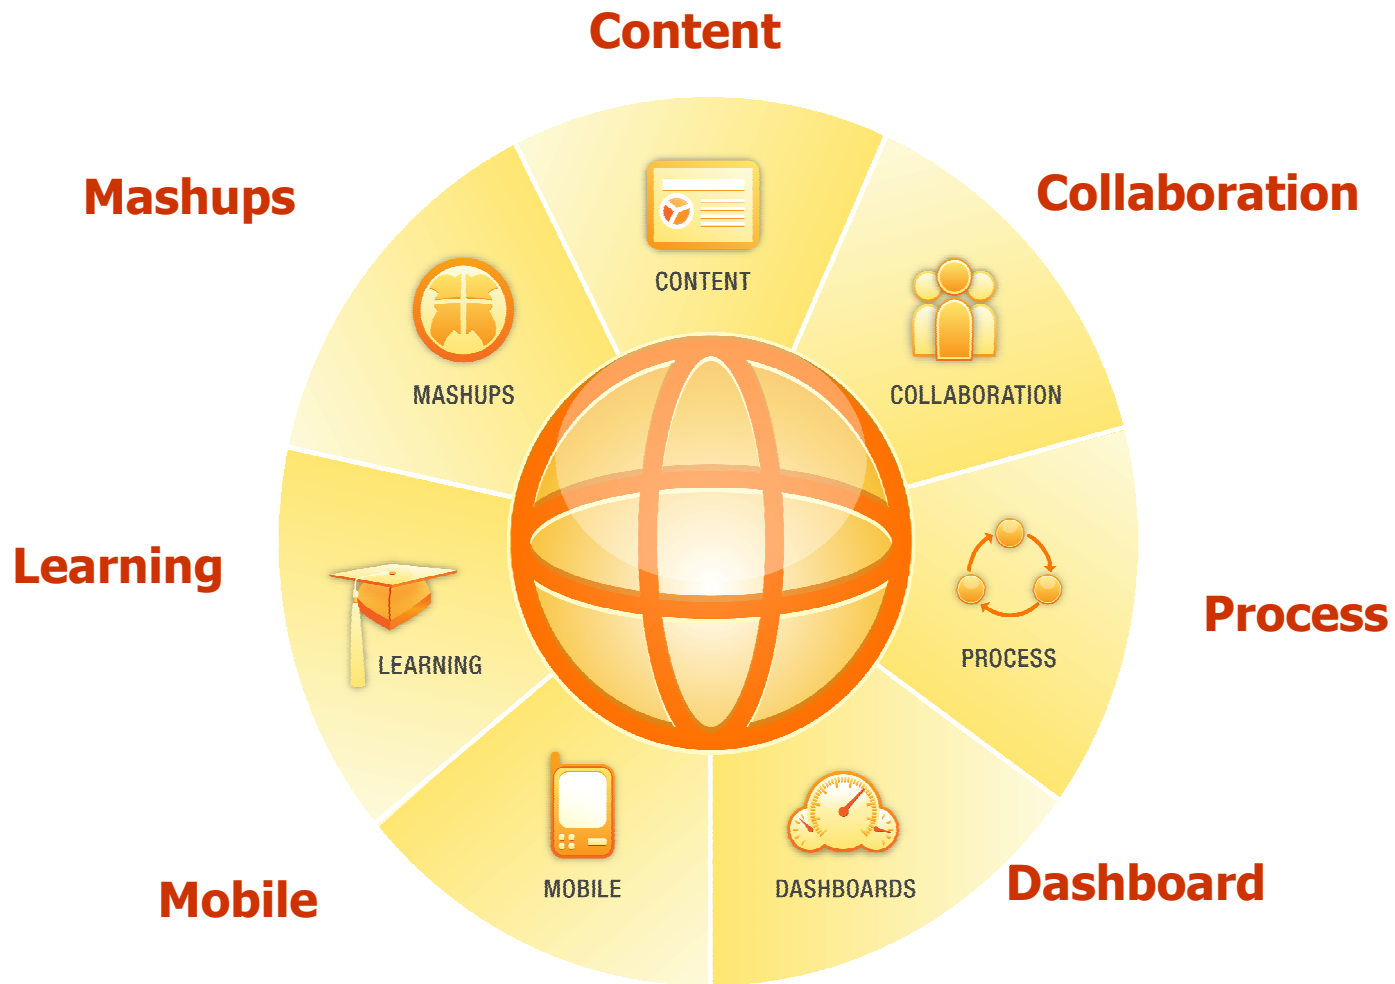 Content
Mashups
Collaboration
CONTENT
MASHUPS
COLLABORATION
Learning
Process
LEARNING
PROCESS
Mobile
MOBILE
DASHBOARDS
Dashboard